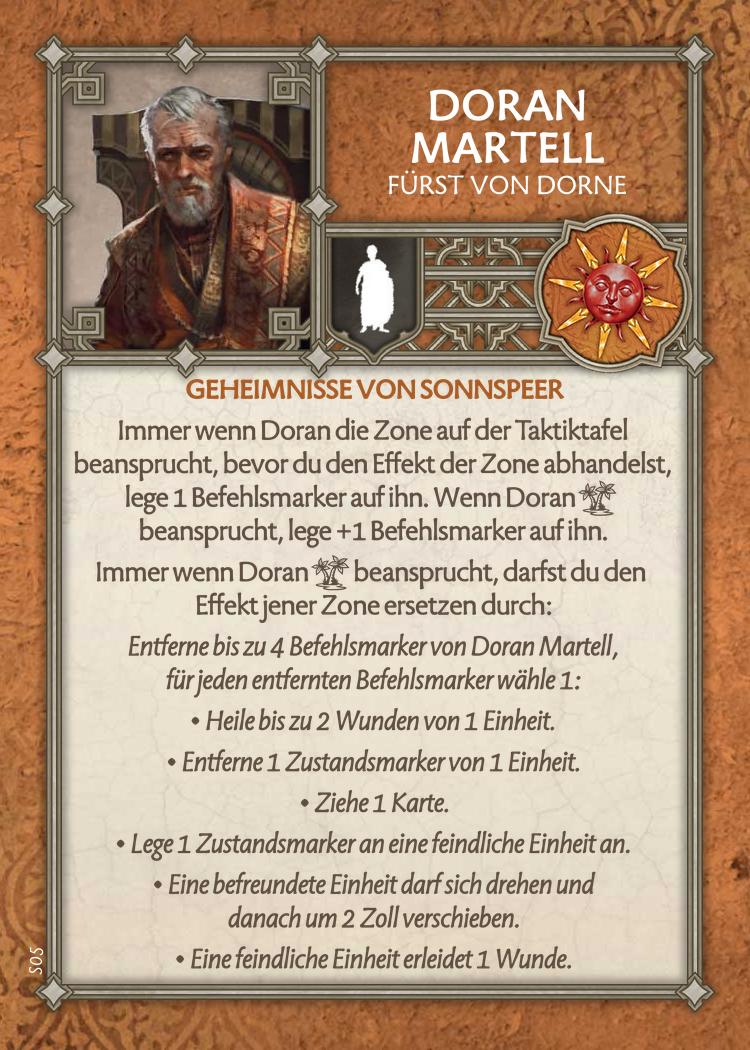 DORAN
MARTELL
FÜRST VON DORNE
GEHEIMNISSE VON SONNSPEER
Immer wenn Doran die Zone auf der Taktiktafel
beansprucht, bevor du den Effekt der Zone abhandelst,
lege 1 Befehlsmarker auf ihn. Wenn Doran
beansprucht, lege +1 Befehlsmarker auf ihn.
Immer wenn Doran beansprucht, darfst du den
Effekt jener Zone ersetzen durch:
Entferne bis zu 4 Befehlsmarker von Doran Martell,
für jeden entfernten Befehlsmarker wähle 1:
• Heile bis zu 2 Wunden von 1 Einheit.
• Entferne 1 Zustandsmarker von 1 Einheit.
• Ziehe 1 Karte.
• Lege 1 Zustandsmarker an eine feindliche Einheit an.
• Eine befreundete Einheit darf sich drehen und
danach um 2 Zoll verschieben.
• Eine feindliche Einheit erleidet 1 Wunde.
S05